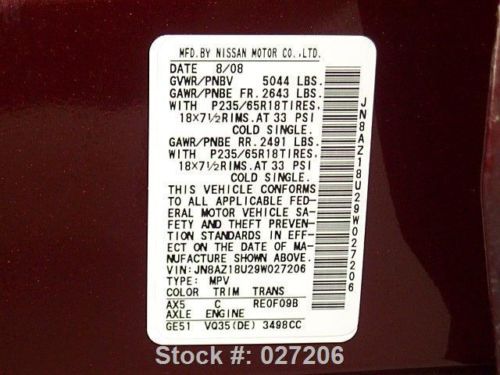 MFD.BY NISSAN MOTOR CO.,LTD.
DATE 8/08
GVWR/PNBV 5044 LBS.
GAWR/PNBE FR. 2643 LBS.
WITH P235/65R18TIRES,
18×7½RIMS.AT 33 PSI
COLD SINGLE.
GAWR/PNBE RR. 2491 LBS.
WITH P235/65R18TIRES,
18×7½RIMS.AT 33 PSI
COLD SINGLE.
THIS VEHICLE CONFORMS
TO ALL APPLICABLE FED-
ERAL MOTOR VEHICLE SA-
FETY AND THEFT PREVEN-
TION STANDARDS IN EFF-
ECT ON THE DATE OF MA-
NUFACTURE SHOWN ABOVE.
VIN: JN8AZ18U29W027206
TYPE: MPV
COLOR TRIM TRANS
AX5 C RE0F09B
AXLE ENGINE
GE51 VQ35(DE) 3498CC
JN8AZ18U29W027206
Stock #: 027206